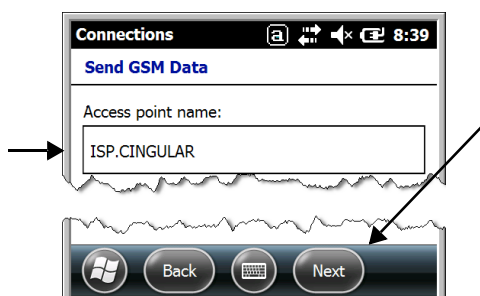 Connections a 8:39
Send GSM Data
Access point name:
ISP.CINGULAR
Back Next